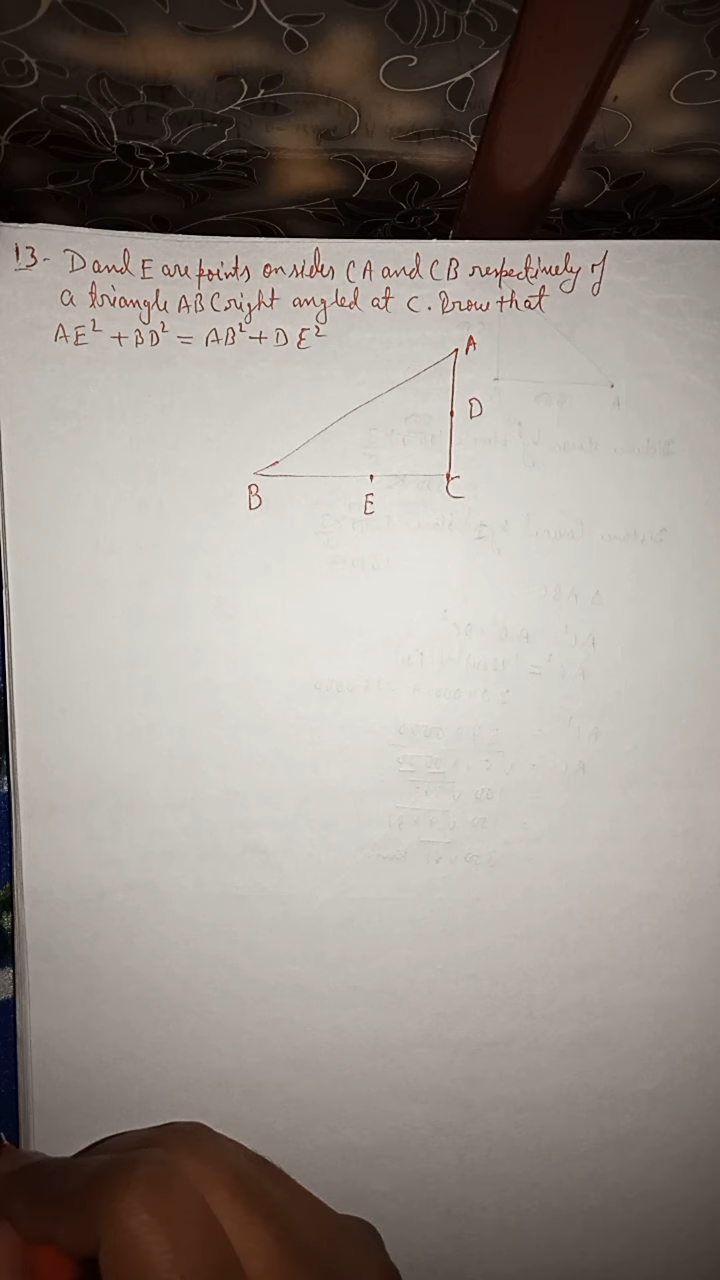 13- D and E are points on sides CA and CB respectively of
a triangle ABC right angled at C. Prove that
AE² + BD² = AB² + DE²
A
D
B
E
C